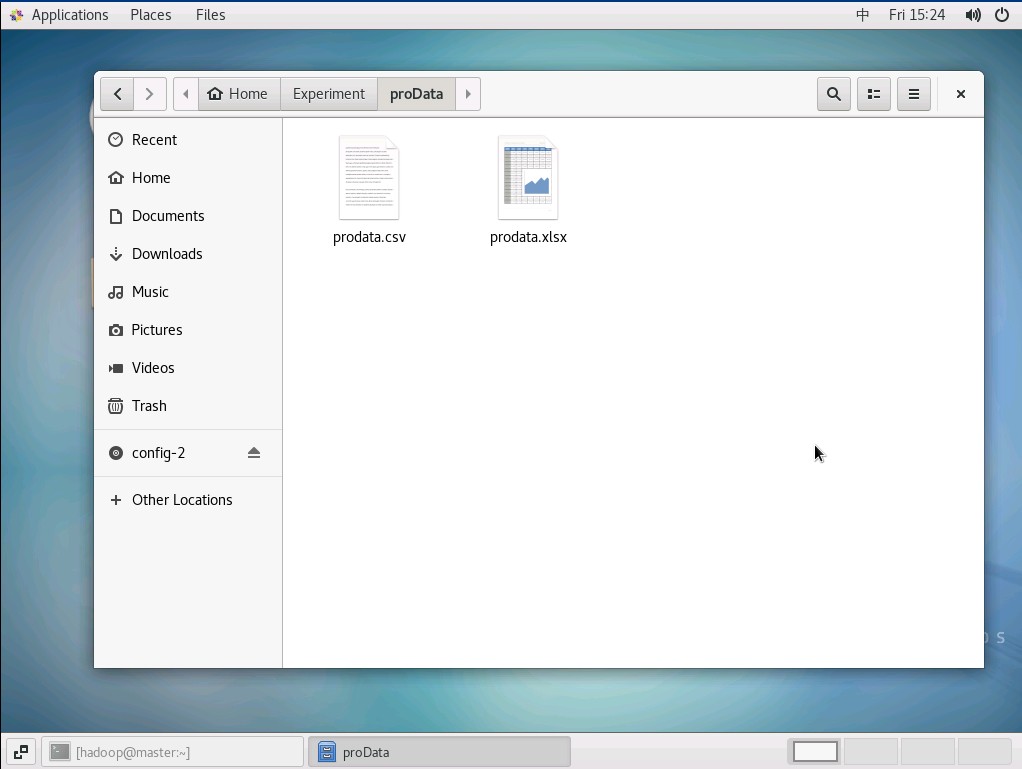 Applications Places Files 中 Fri 15:24
Home Experiment proData
Recent
Home
Documents
Downloads
Music
Pictures
Videos
Trash
config-2
Other Locations
prodata.csv prodata.xlsx
O S
[hadoop@master:~] proData